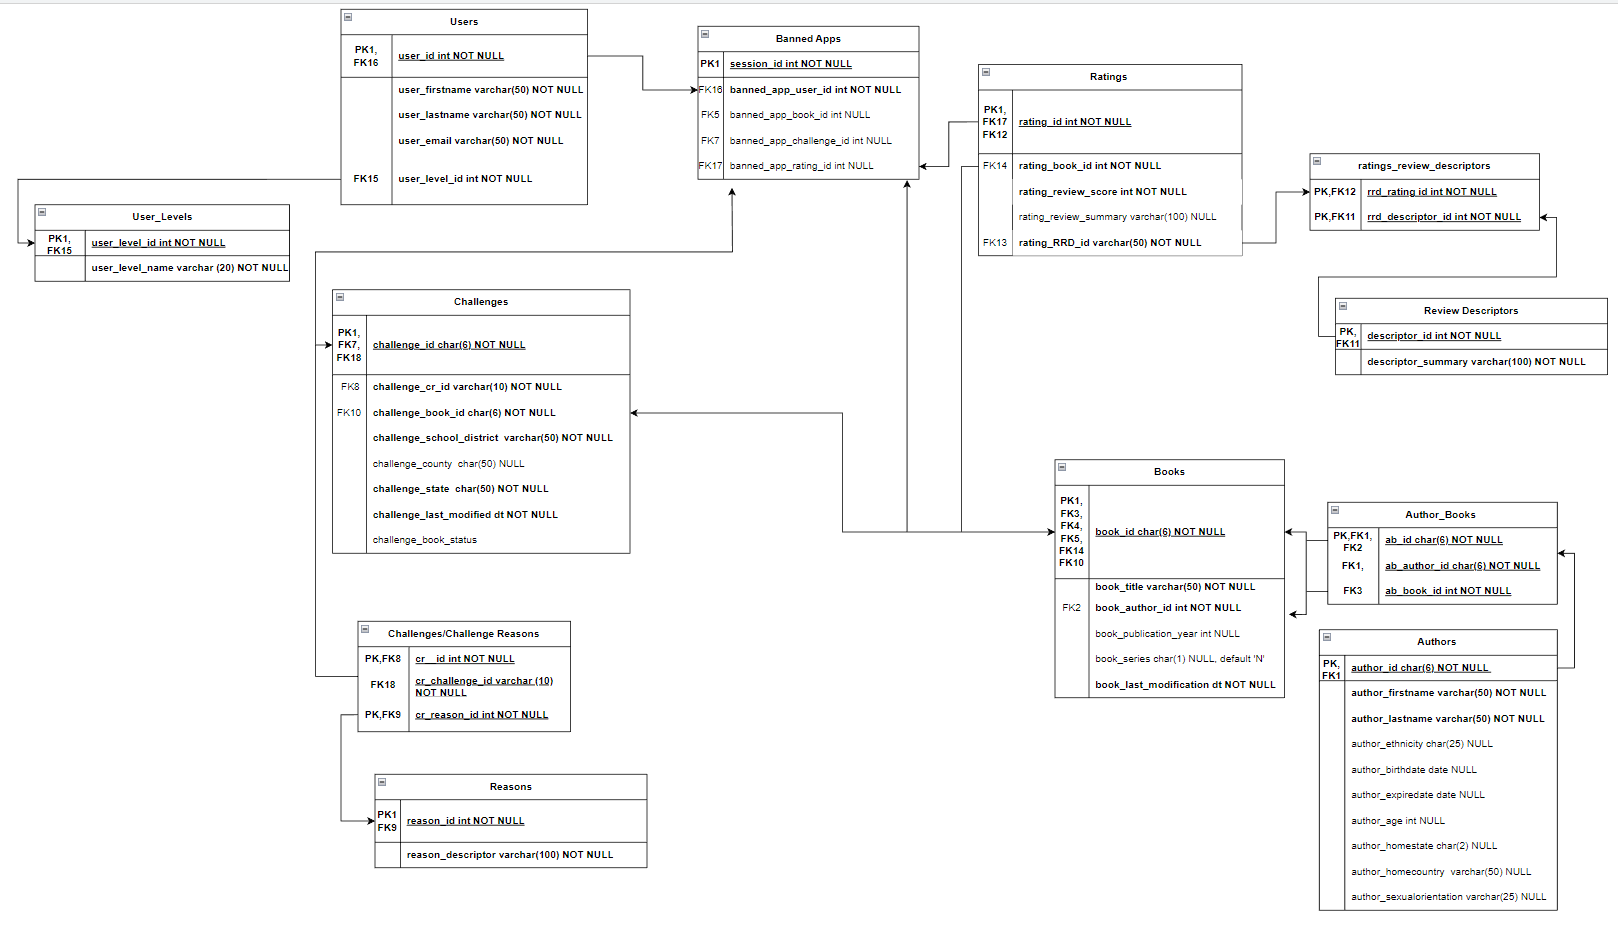 Users
PK1,
FK16
user_id int NOT NULL
user_firstname varchar(50) NOT NULL
user_lastname varchar(50) NOT NULL
user_email varchar(50) NOT NULL
FK15 user_level_id int NOT NULL
User_Levels
PK1,
FK15
user_level_id int NOT NULL
user_level_name varchar (20) NOT NULL
Banned Apps
PK1 session_id int NOT NULL
FK16 banned_app_user_id int NOT NULL
FK5 banned_app_book_id int NULL
FK7 banned_app_challenge_id int NULL
FK17 banned_app_rating_id int NULL
Ratings
PK1,
FK17
FK12
rating_id int NOT NULL
FK14 rating_book_id int NOT NULL
rating_review_score int NOT NULL
rating_review_summary varchar(100) NULL
FK13 rating_RRD_id varchar(50) NOT NULL
ratings_review_descriptors
PK,FK12 rrd_rating id int NOT NULL
PK,FK11 rrd_descriptor_id int NOT NULL
Review Descriptors
PK,
FK11
descriptor_id int NOT NULL
descriptor_summary varchar(100) NOT NULL
Challenges
PK1,
FK7,
FK18
challenge_id char(6) NOT NULL
FK8 challenge_cr_id varchar(10) NOT NULL
FK10 challenge_book_id char(6) NOT NULL
challenge_school_district varchar(50) NOT NULL
challenge_county char(50) NULL
challenge_state char(50) NOT NULL
challenge_last_modified dt NOT NULL
challenge_book_status
Books
PK1,
FK3,
FK4,
FK5,
FK14
FK10
book_id char(6) NOT NULL
book_title varchar(50) NOT NULL
FK2 book_author_id int NOT NULL
book_publication_year int NULL
book_series char(1) NULL, default 'N'
book_last_modification dt NOT NULL
Author_Books
PK,FK1,
FK2
ab_id char(6) NOT NULL
FK1, ab_author_id char(6) NOT NULL
FK3 ab_book_id int NOT NULL
Authors
PK,
FK1
author_id char(6) NOT NULL
author_firstname varchar(50) NOT NULL
author_lastname varchar(50) NOT NULL
author_ethnicity char(25) NULL
author_birthdate date NULL
author_expiredate date NULL
author_age int NULL
author_homestate char(2) NULL
author_homecountry varchar(50) NULL
author_sexualorientation varchar(25) NULL
Challenges/Challenge Reasons
PK,FK8 cr__id int NOT NULL
FK18 cr_challenge_id varchar (10)
NOT NULL
PK,FK9 cr_reason_id int NOT NULL
Reasons
PK1
FK9
reason_id int NOT NULL
reason_descriptor varchar(100) NOT NULL